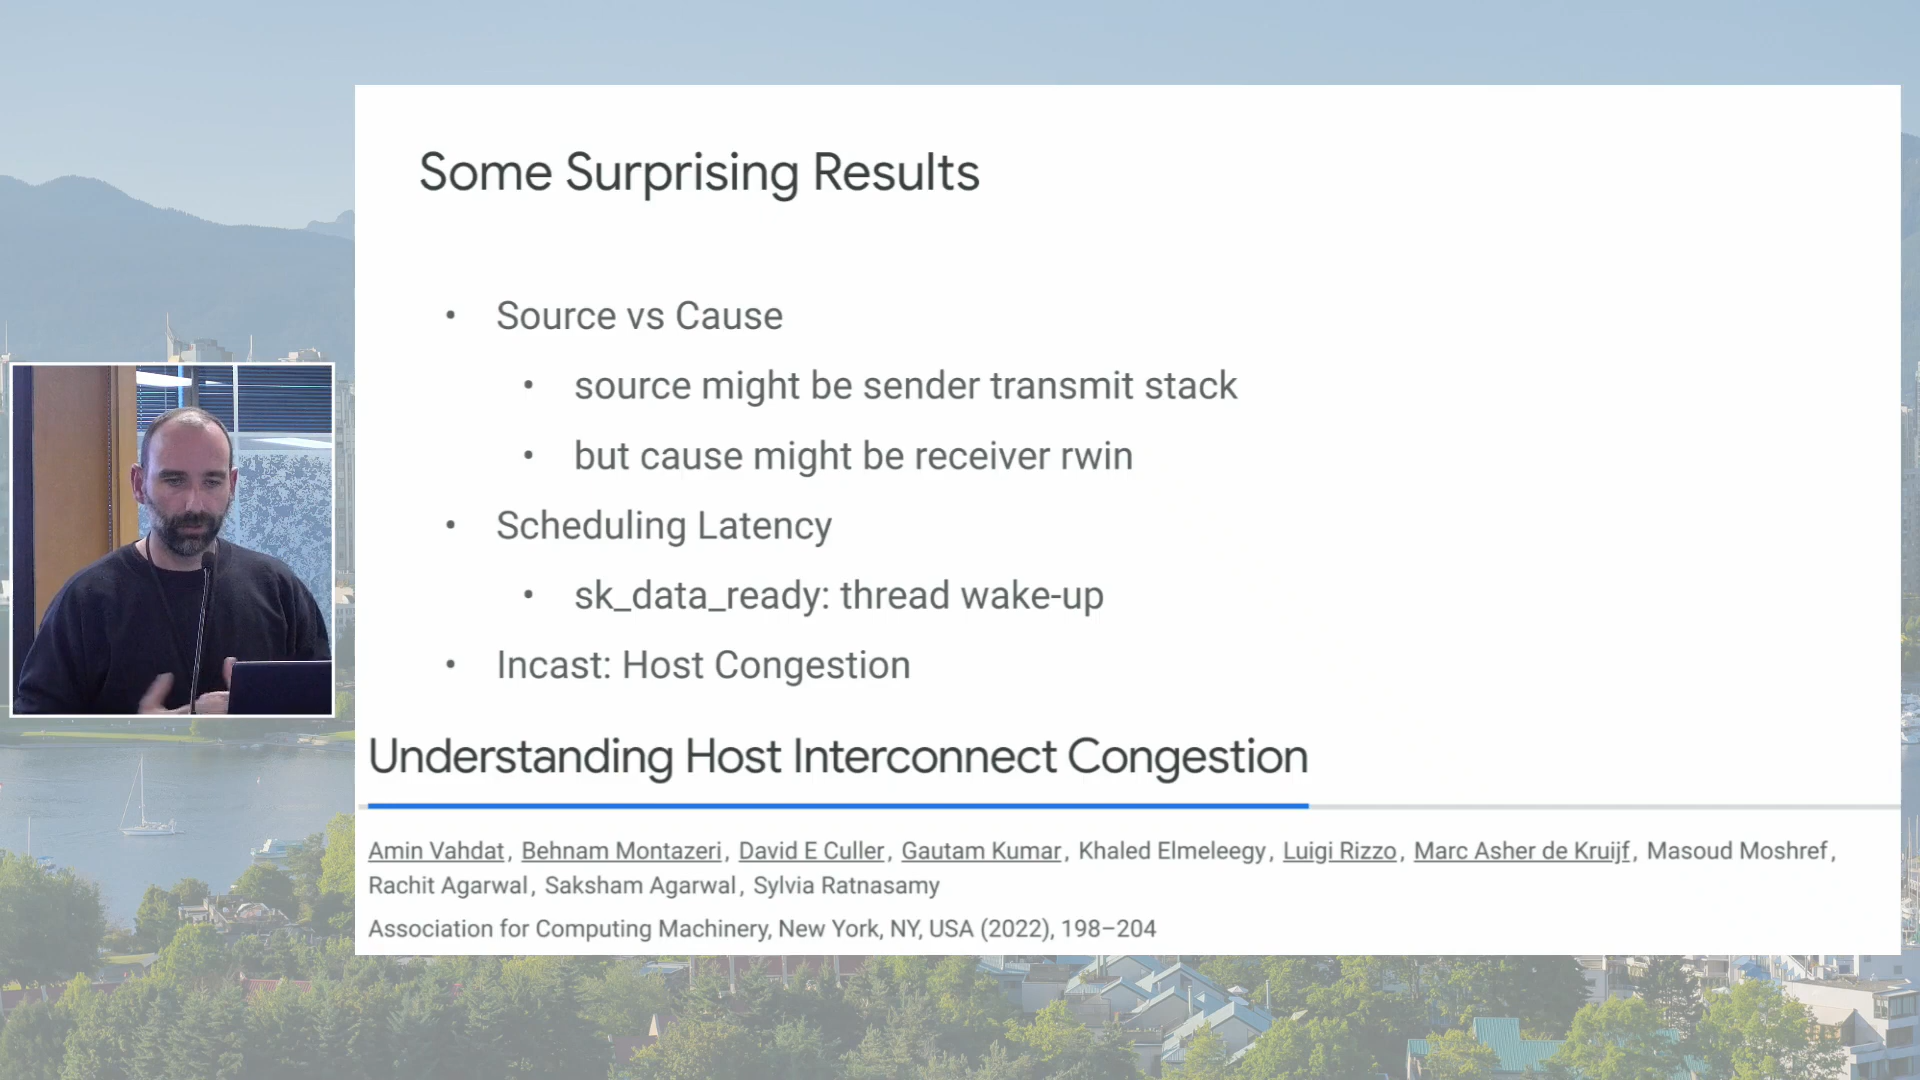 Some Surprising Results
• Source vs Cause
• source might be sender transmit stack
• but cause might be receiver rwin
• Scheduling Latency
• sk_data_ready: thread wake-up
• Incast: Host Congestion
Understanding Host Interconnect Congestion
Amin Vahdat, Behnam Montazeri, David E Culler, Gautam Kumar, Khaled Elmeleegy, Luigi Rizzo, Marc Asher de Kruijf, Masoud Moshref,
Rachit Agarwal, Saksham Agarwal, Sylvia Ratnasamy
Association for Computing Machinery, New York, NY, USA (2022), 198–204